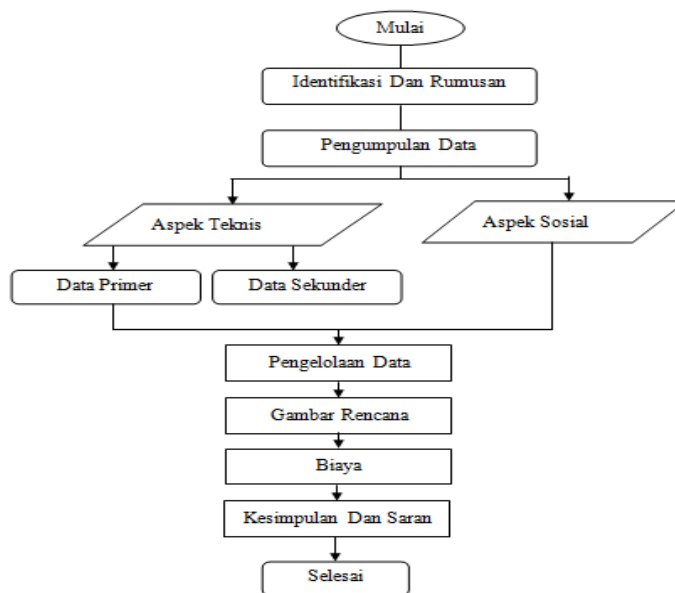 Mulai
Identifikasi Dan Rumusan
Pengumpulan Data
Aspek Teknis
Aspek Sosial
Data Primer
Data Sekunder
Pengelolaan Data
Gambar Rencana
Biaya
Kesimpulan Dan Saran
Selesai